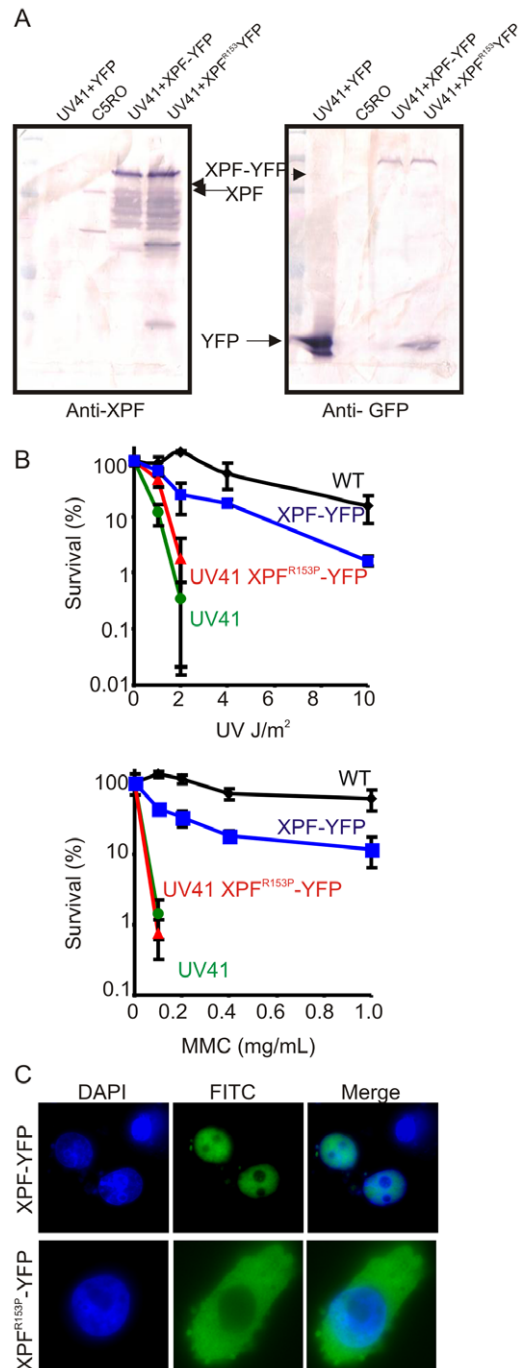 A
UV41+YFP
C5RO
UV41+XPF-YFP
UV41+XPFR153YFP
UV41+YFP
C5RO
UV41+XPF-YFP
UV41+XPFR153YFP
XPF-YFP
XPF
YFP
Anti-XPF
Anti- GFP
B
Survival (%)
100
10
1
0.1
0.01
WT
XPF-YFP
UV41 XPFR153P-YFP
UV41
0 2 4 6 8 10
UV J/m²
Survival (%)
100
10
1
0.1
WT
XPF-YFP
UV41 XPFR153P-YFP
UV41
0 0.2 0.4 0.6 0.8 1.0
MMC (mg/mL)
C
DAPI FITC Merge
XPF-YFP
XPFR153P-YFP